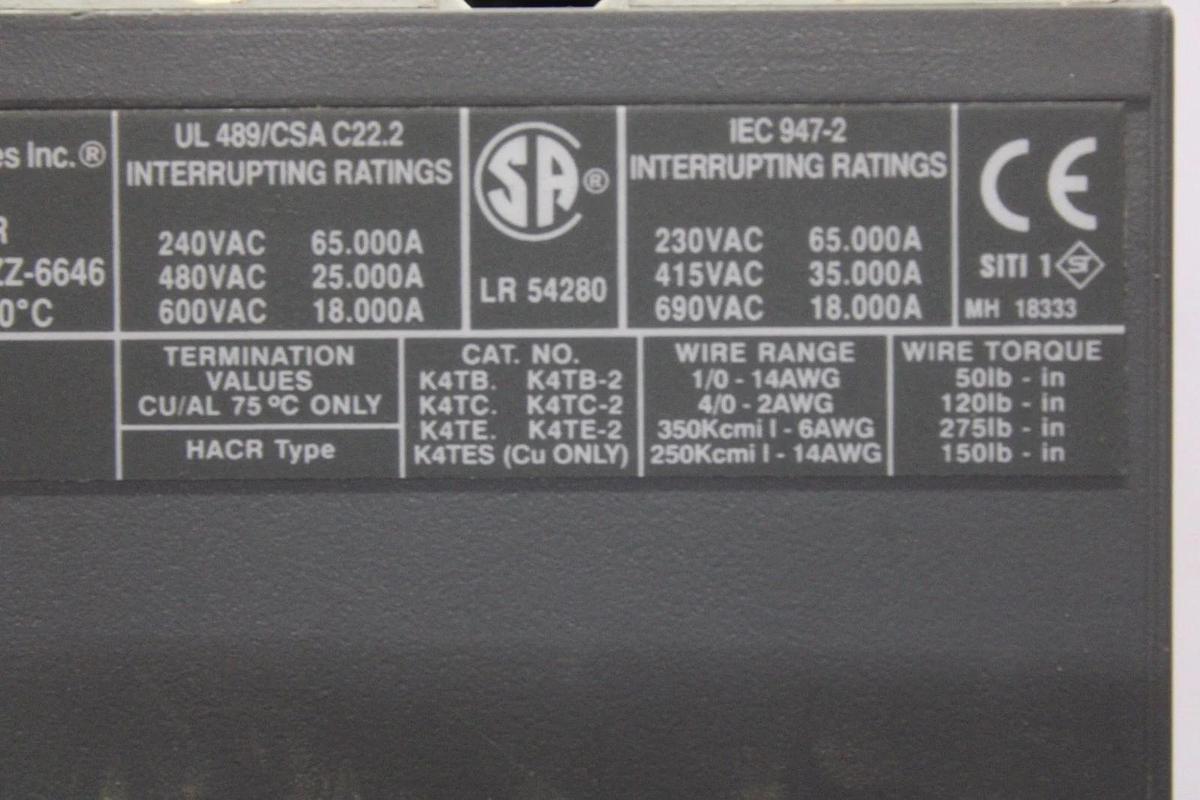 es Inc.®
R
ZZ-6646
0°C
UL 489/CSA C22.2
INTERRUPTING RATINGS
240VAC 65.000A
480VAC 25.000A
600VAC 18.000A
SA ®
LR 54280
IEC 947-2
INTERRUPTING RATINGS
230VAC 65.000A
415VAC 35.000A
690VAC 18.000A
CE
SITI 1
MH 18333
TERMINATION
VALUES
CU/AL 75 °C ONLY
HACR Type
CAT. NO.
K4TB. K4TB-2
K4TC. K4TC-2
K4TE. K4TE-2
K4TES (Cu ONLY)
WIRE RANGE
1/0 - 14AWG
4/0 - 2AWG
350Kcmi l - 6AWG
250Kcmi l - 14AWG
WIRE TORQUE
50lb - in
120lb - in
275lb - in
150lb - in